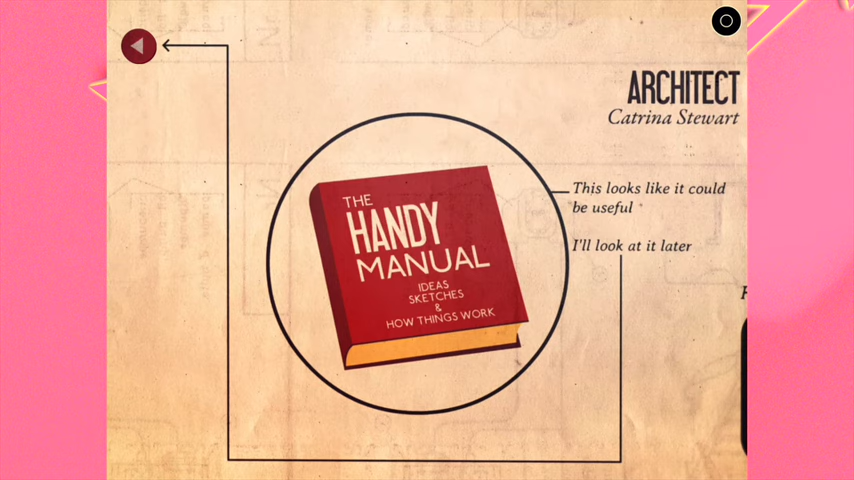 ARCHITECT
Catrina Stewart
THE
HANDY
MANUAL
IDEAS
SKETCHES
&
HOW THINGS WORK
This looks like it could
be useful
I'll look at it later